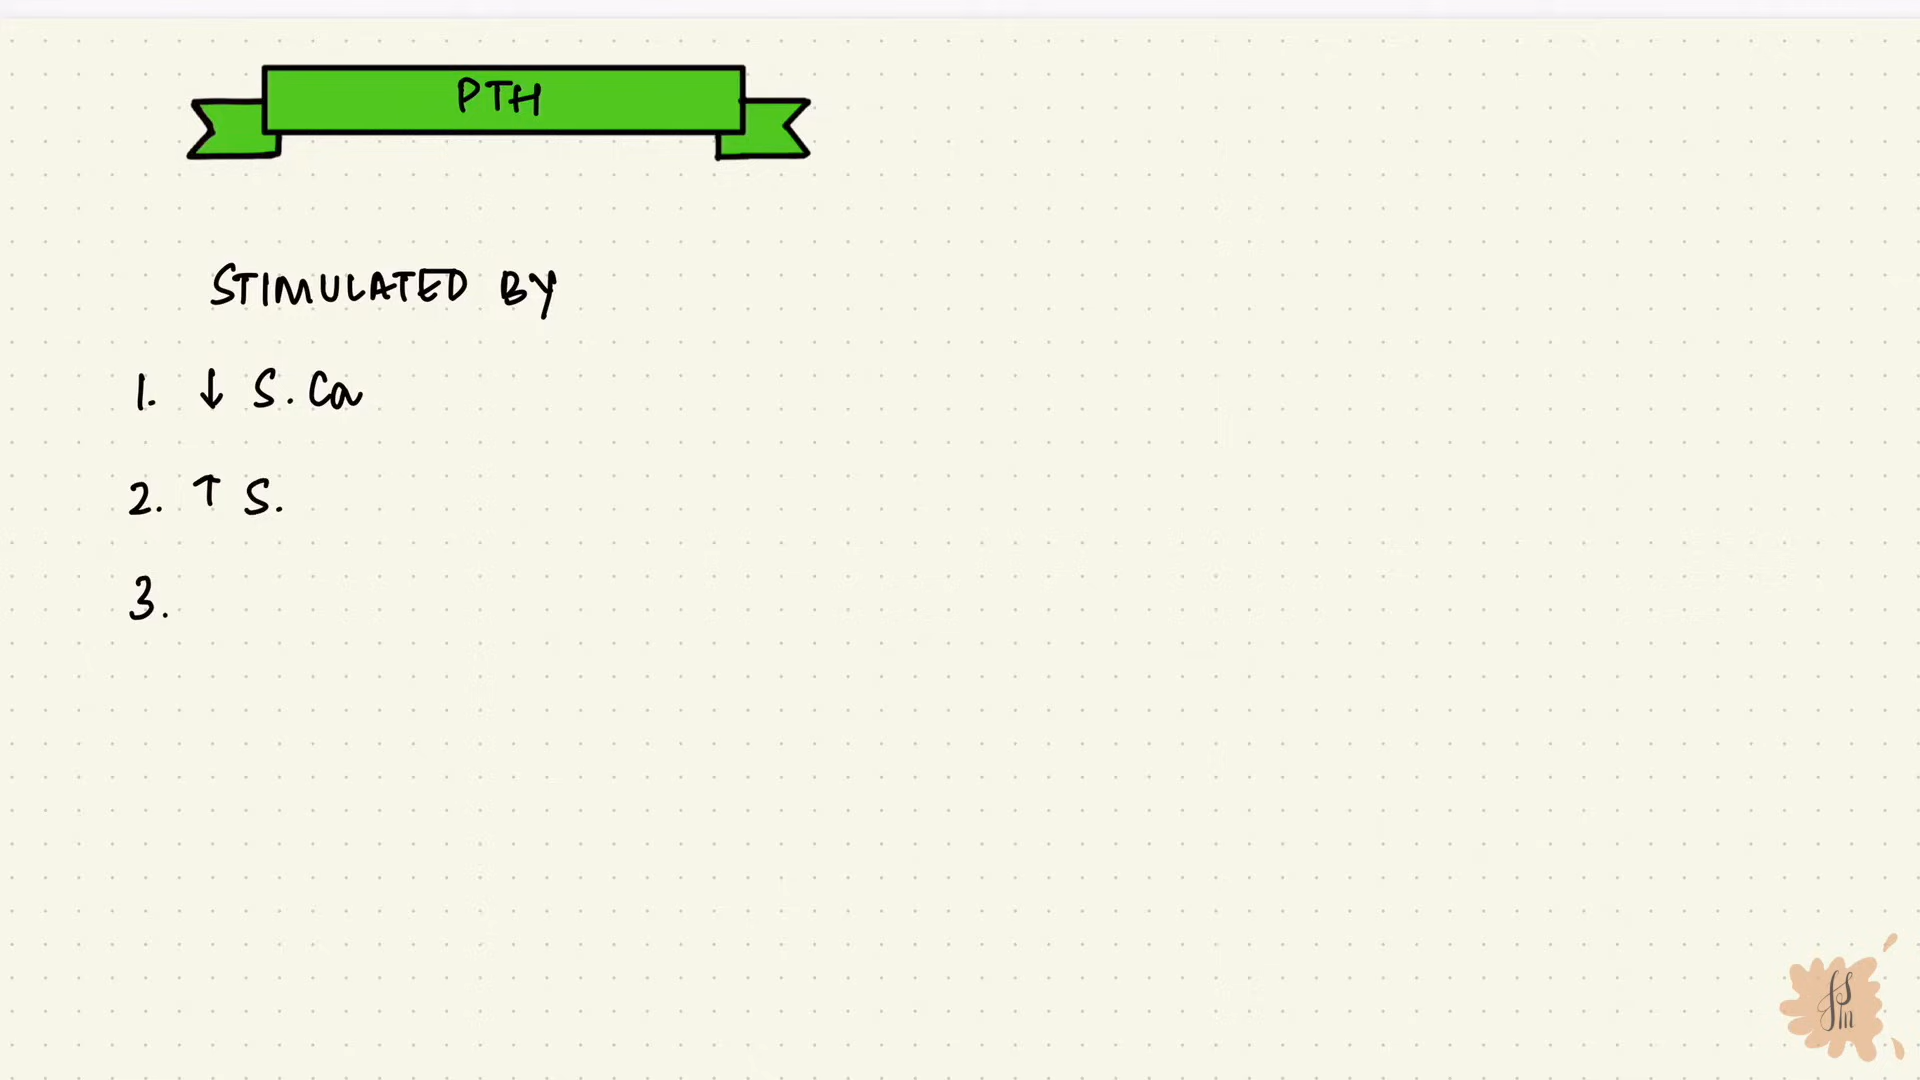 PTH
STIMULATED BY
1. ↓ S. Ca
2. ↑ S.
3.